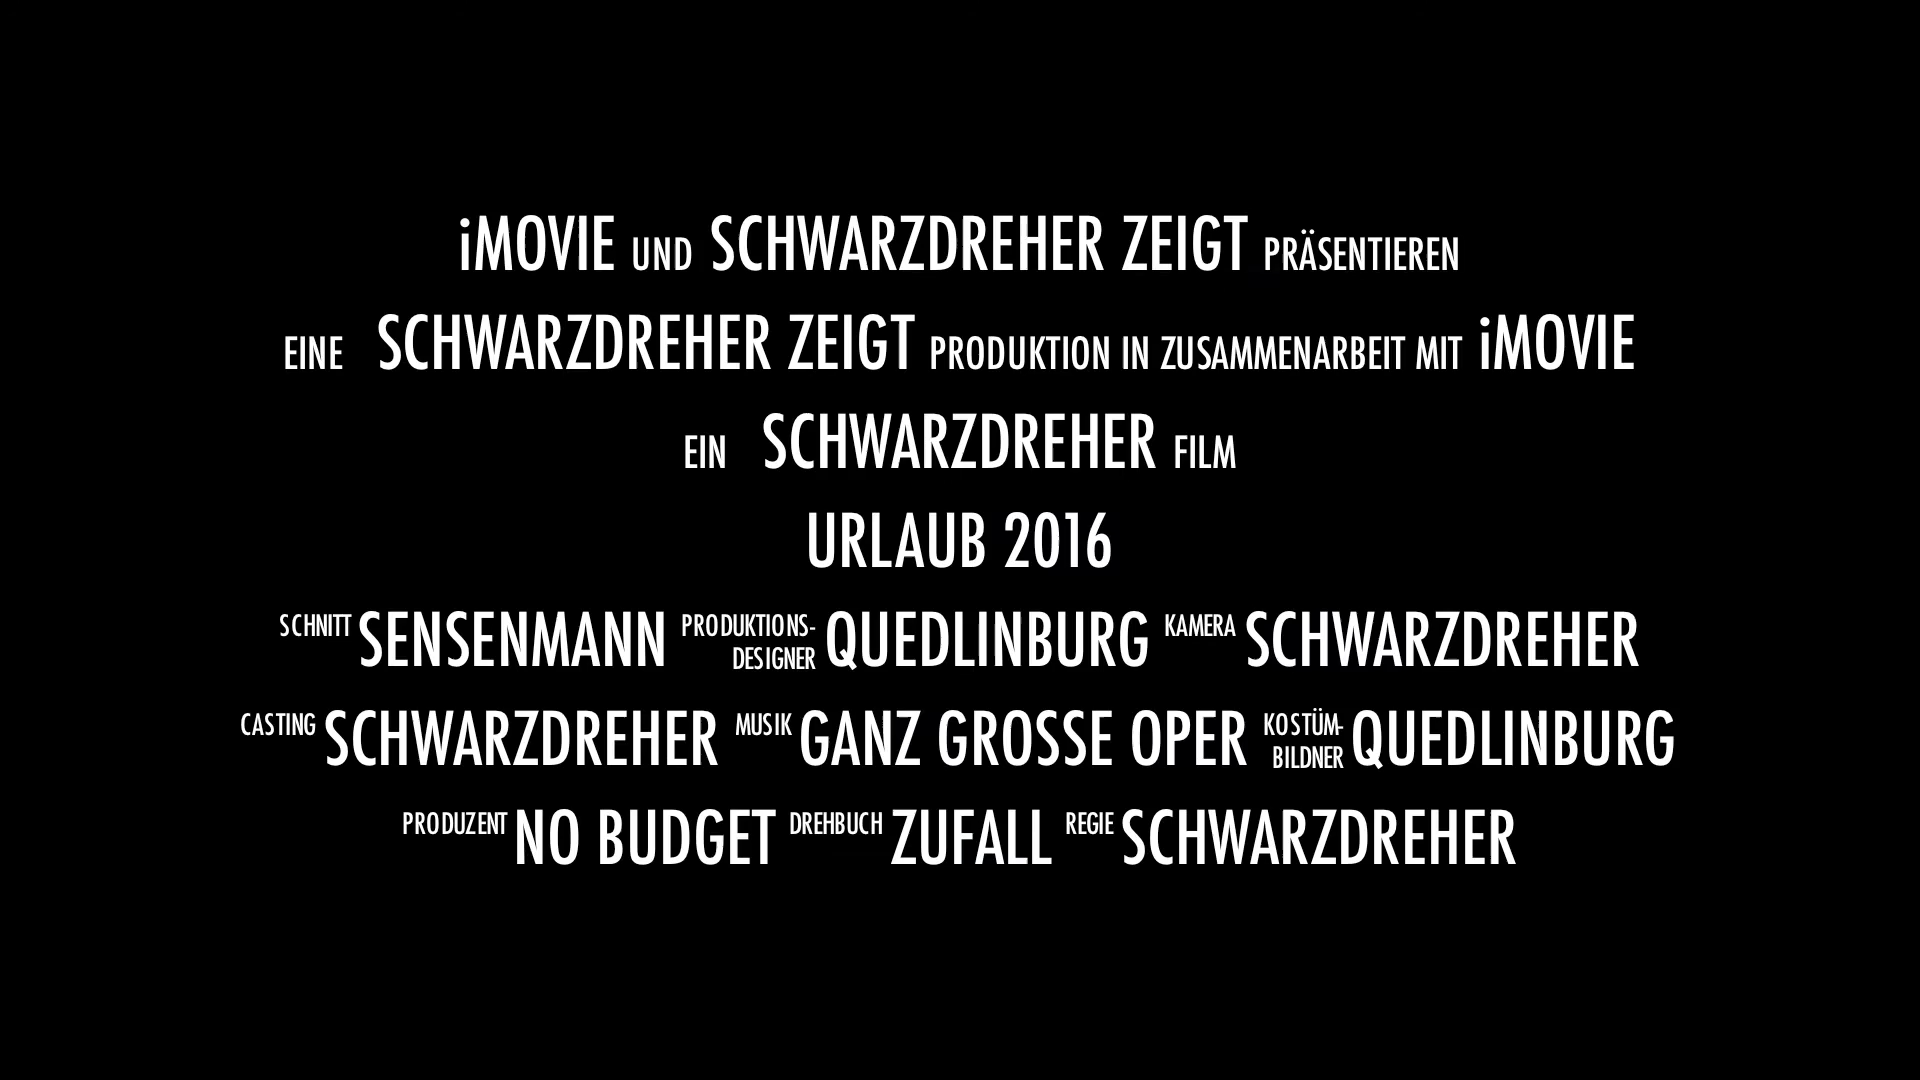 iMOVIE UND SCHWARZDREHER ZEIGT PRÄSENTIEREN
EINE SCHWARZDREHER ZEIGT PRODUKTION IN ZUSAMMENARBEIT MIT iMOVIE
EIN SCHWARZDREHER FILM
URLAUB 2016
SCHNITT SENSENMANN PRODUKTIONS-DESIGNER QUEDLINBURG KAMERA SCHWARZDREHER
CASTING SCHWARZDREHER MUSIK GANZ GROSSE OPER KOSTÜM-BILDNER QUEDLINBURG
PRODUZENT NO BUDGET DREHBUCH ZUFALL REGIE SCHWARZDREHER